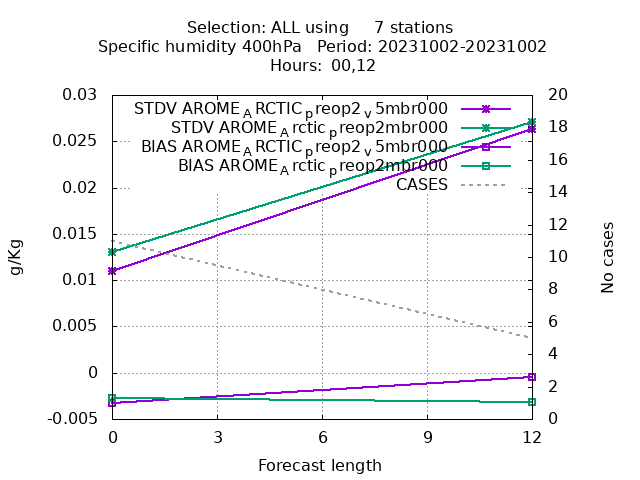 Selection: ALL using     7 stations
Specific humidity 400hPa   Period: 20231002-20231002
Hours: 00,12
0.03
0.025
0.02
0.015
0.01
0.005
0
-0.005
g/Kg
STDV AROME_ARCTIC_preop2_v5mbr000
STDV AROME_Arctic_preop2mbr000
BIAS AROME_ARCTIC_preop2_v5mbr000
BIAS AROME_Arctic_preop2mbr000
CASES
20
18
16
14
12
10
8
6
4
2
0
No cases
0 3 6 9 12
Forecast length